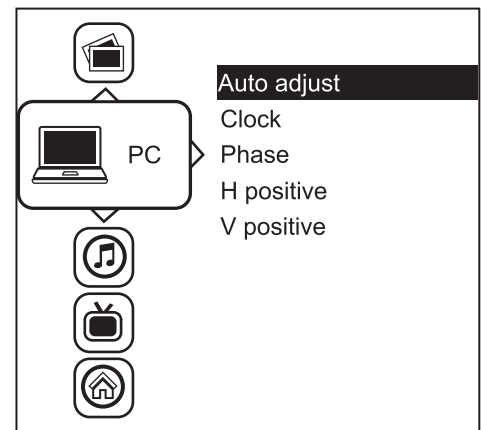 Auto adjust
PC
Clock
Phase
H positive
V positive